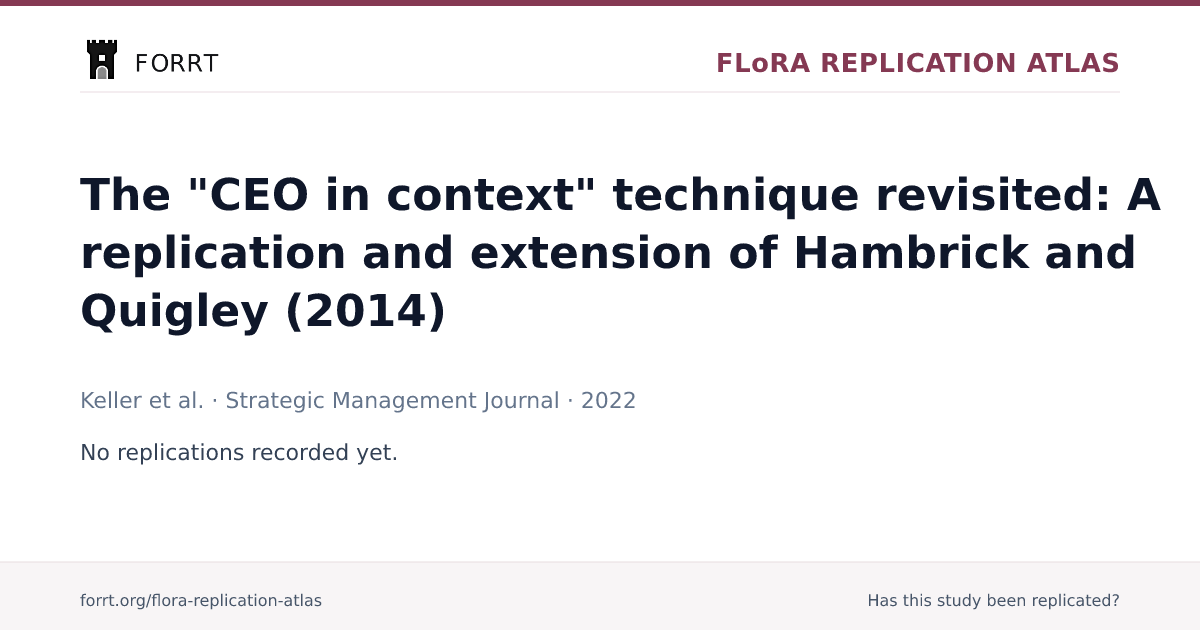 FORRT
FLoRA REPLICATION ATLAS
The "CEO in context" technique revisited: A
replication and extension of Hambrick and
Quigley (2014)
Keller et al. · Strategic Management Journal · 2022
No replications recorded yet.
forrt.org/flora-replication-atlas
Has this study been replicated?